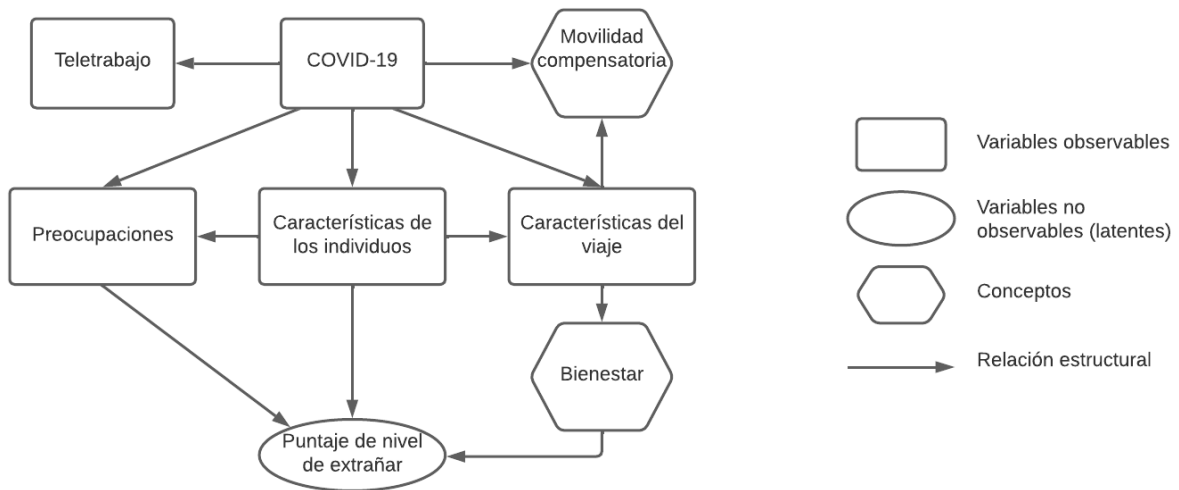 Teletrabajo
COVID-19
Movilidad
compensatoria
Preocupaciones
Características de
los individuos
Características del
viaje
Bienestar
Puntaje de nivel
de extrañar
Variables observables
Variables no
observables (latentes)
Conceptos
Relación estructural